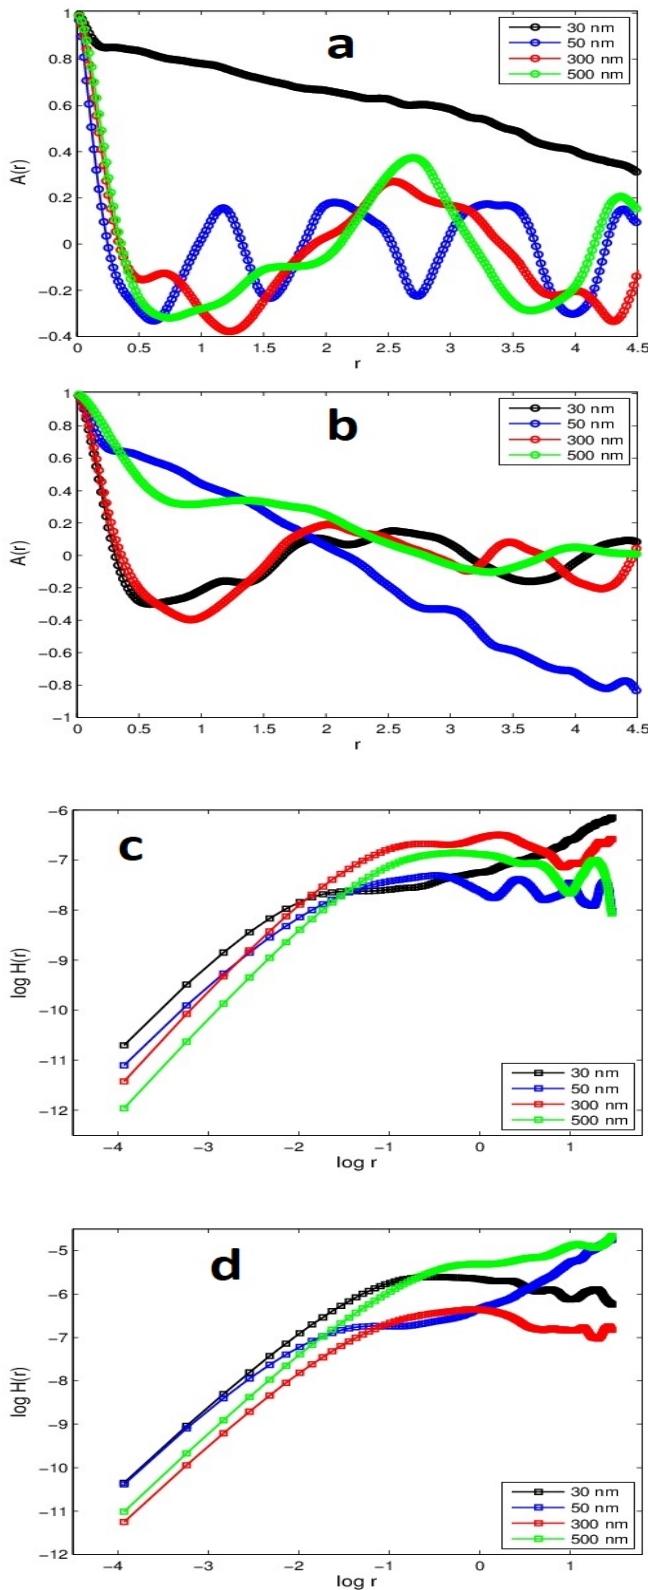 a
30 nm
50 nm
300 nm
500 nm
A(r)
1
0.8
0.6
0.4
0.2
0
−0.2
−0.4
0 0.5 1 1.5 2 2.5 3 3.5 4 4.5
r
b
30 nm
50 nm
300 nm
500 nm
A(r)
1
0.8
0.6
0.4
0.2
0
−0.2
−0.4
−0.6
−0.8
−1
0 0.5 1 1.5 2 2.5 3 3.5 4 4.5
r
c
log H(r)
−6
−7
−8
−9
−10
−11
−12
30 nm
50 nm
300 nm
500 nm
−4 −3 −2 −1 0 1
log r
d
log H(r)
−5
−6
−7
−8
−9
−10
−11
−12
30 nm
50 nm
300 nm
500 nm
−4 −3 −2 −1 0 1
log r